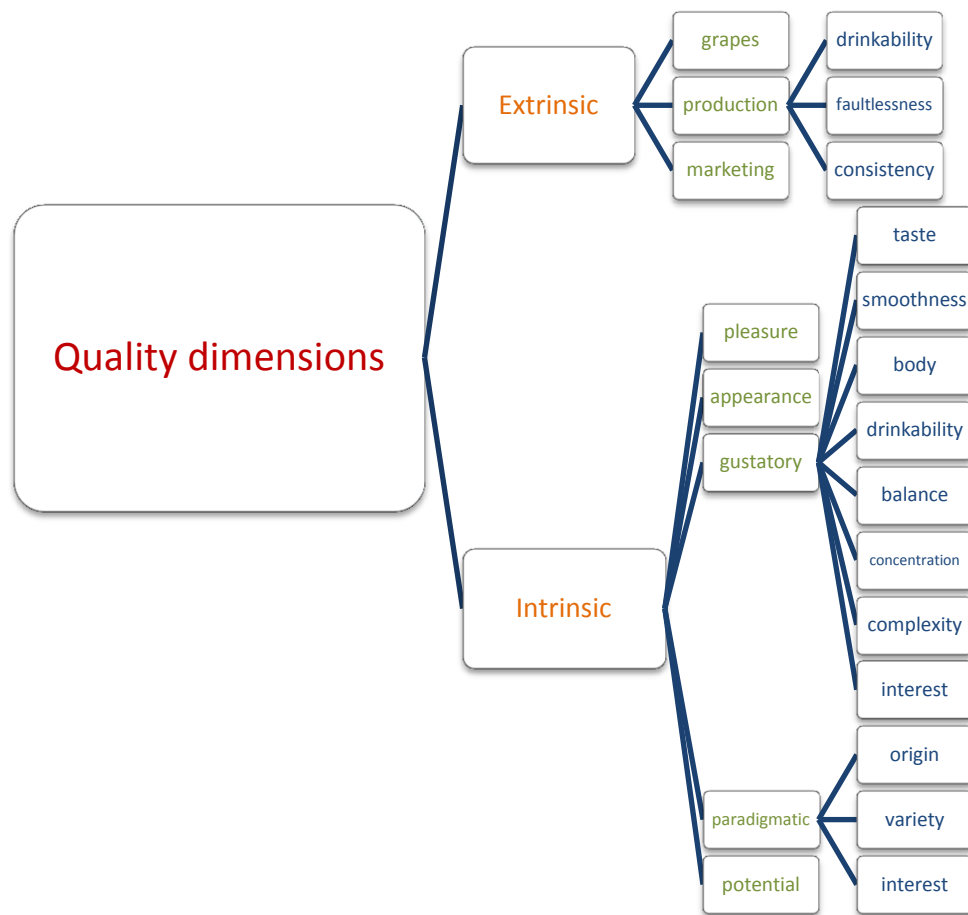 Quality dimensions
Extrinsic
grapes
production
marketing
drinkability
faultlessness
consistency
Intrinsic
pleasure
appearance
gustatory
taste
smoothness
body
drinkability
balance
concentration
complexity
interest
paradigmatic
origin
variety
interest
potential